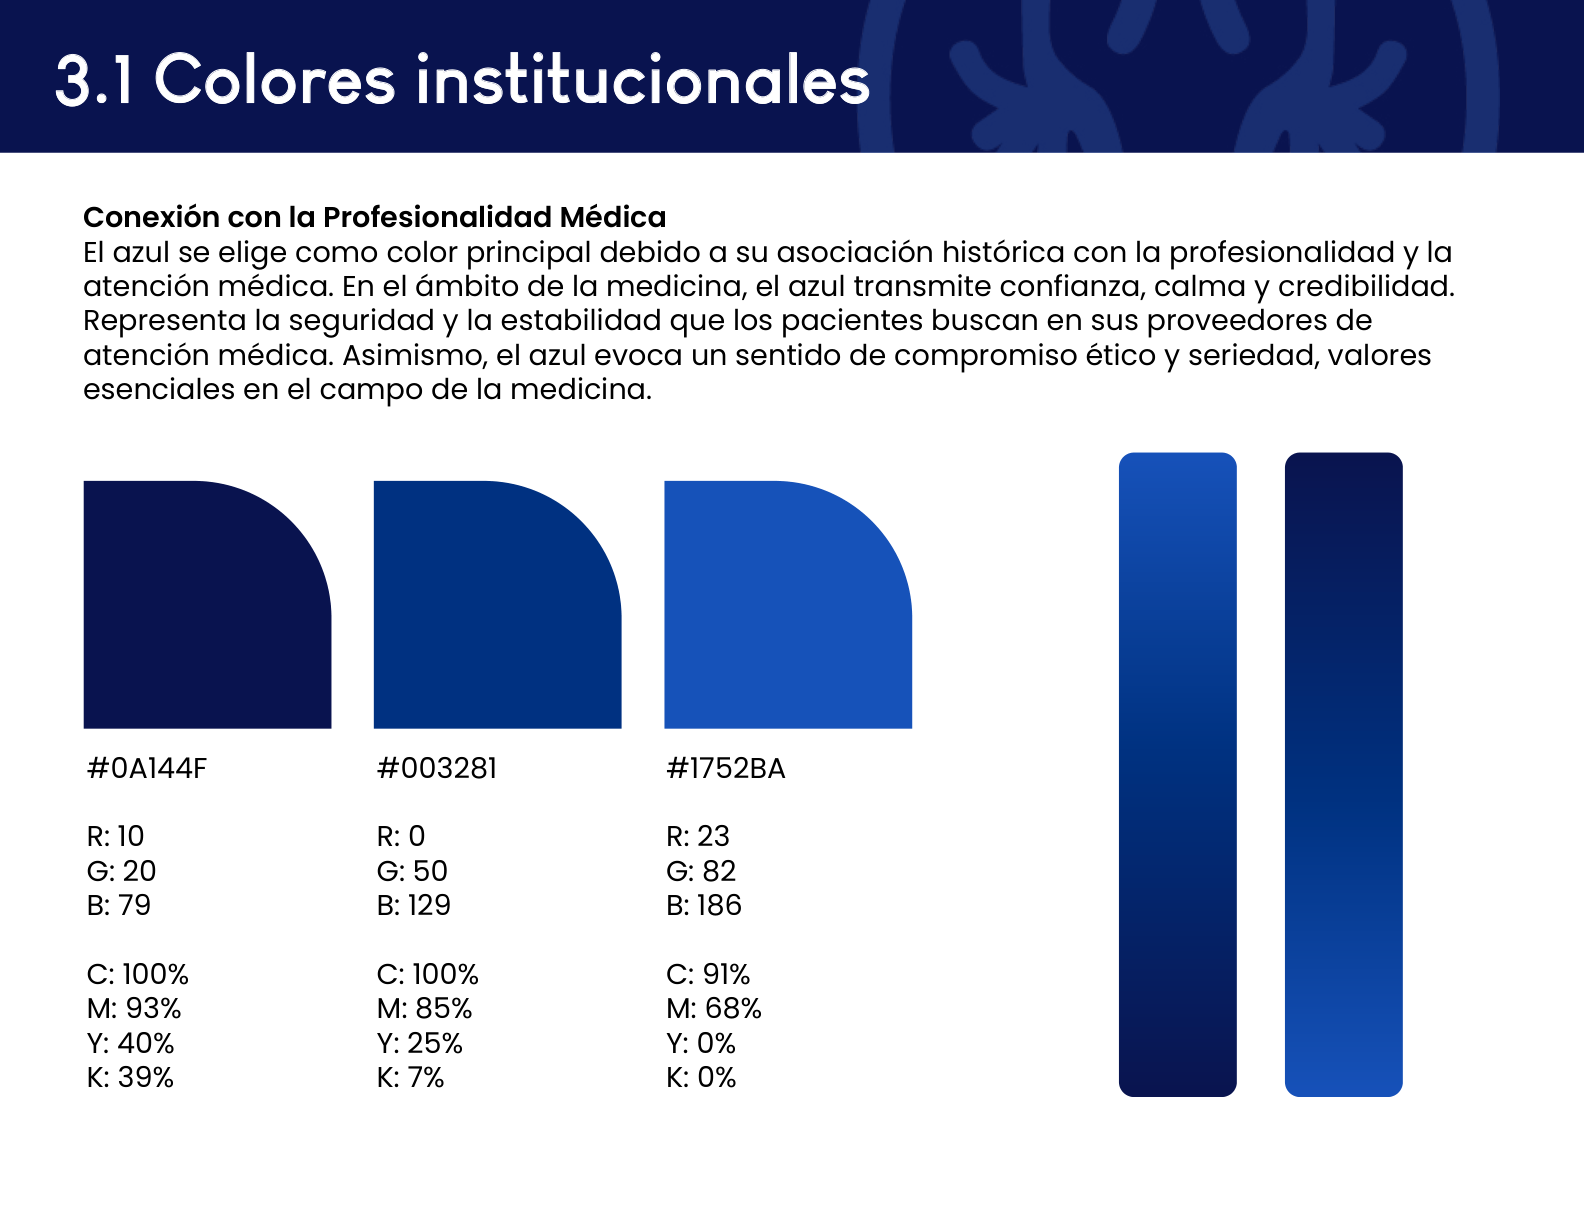 3.1 Colores institucionales
Conexión con la Profesionalidad Médica
El azul se elige como color principal debido a su asociación histórica con la profesionalidad y la
atención médica. En el ámbito de la medicina, el azul transmite confianza, calma y credibilidad.
Representa la seguridad y la estabilidad que los pacientes buscan en sus proveedores de
atención médica. Asimismo, el azul evoca un sentido de compromiso ético y seriedad, valores
esenciales en el campo de la medicina.
#0A144F
R: 10
G: 20
B: 79
C: 100%
M: 93%
Y: 40%
K: 39%
#003281
R: 0
G: 50
B: 129
C: 100%
M: 85%
Y: 25%
K: 7%
#1752BA
R: 23
G: 82
B: 186
C: 91%
M: 68%
Y: 0%
K: 0%